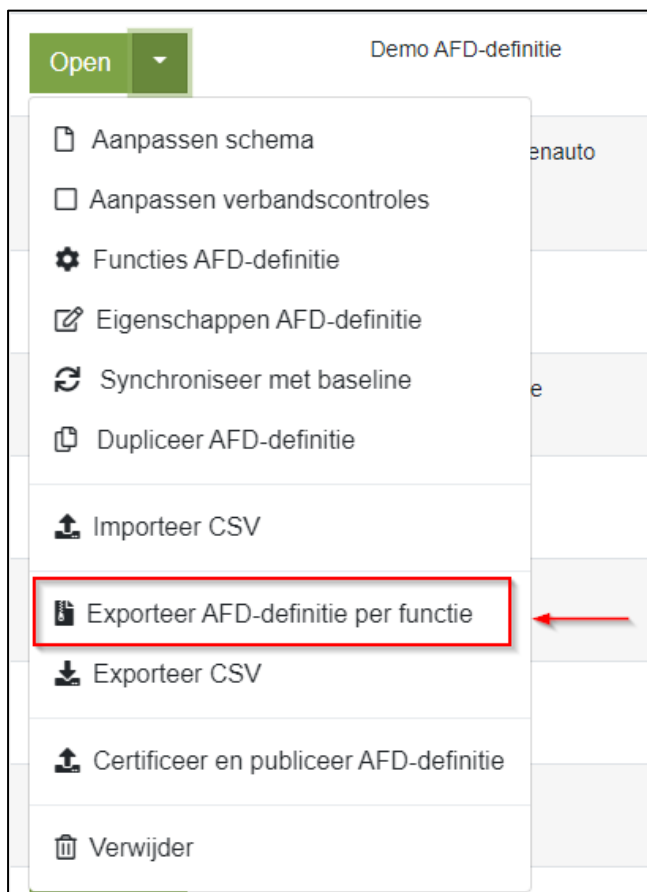 Open
Demo AFD-definitie
Aanpassen schema
enauto
Aanpassen verbandscontroles
Functies AFD-definitie
Eigenschappen AFD-definitie
Synchroniseer met baseline
e
Dupliceer AFD-definitie
Importeer CSV
Exporteer AFD-definitie per functie
Exporteer CSV
Certificeer en publiceer AFD-definitie
Verwijder